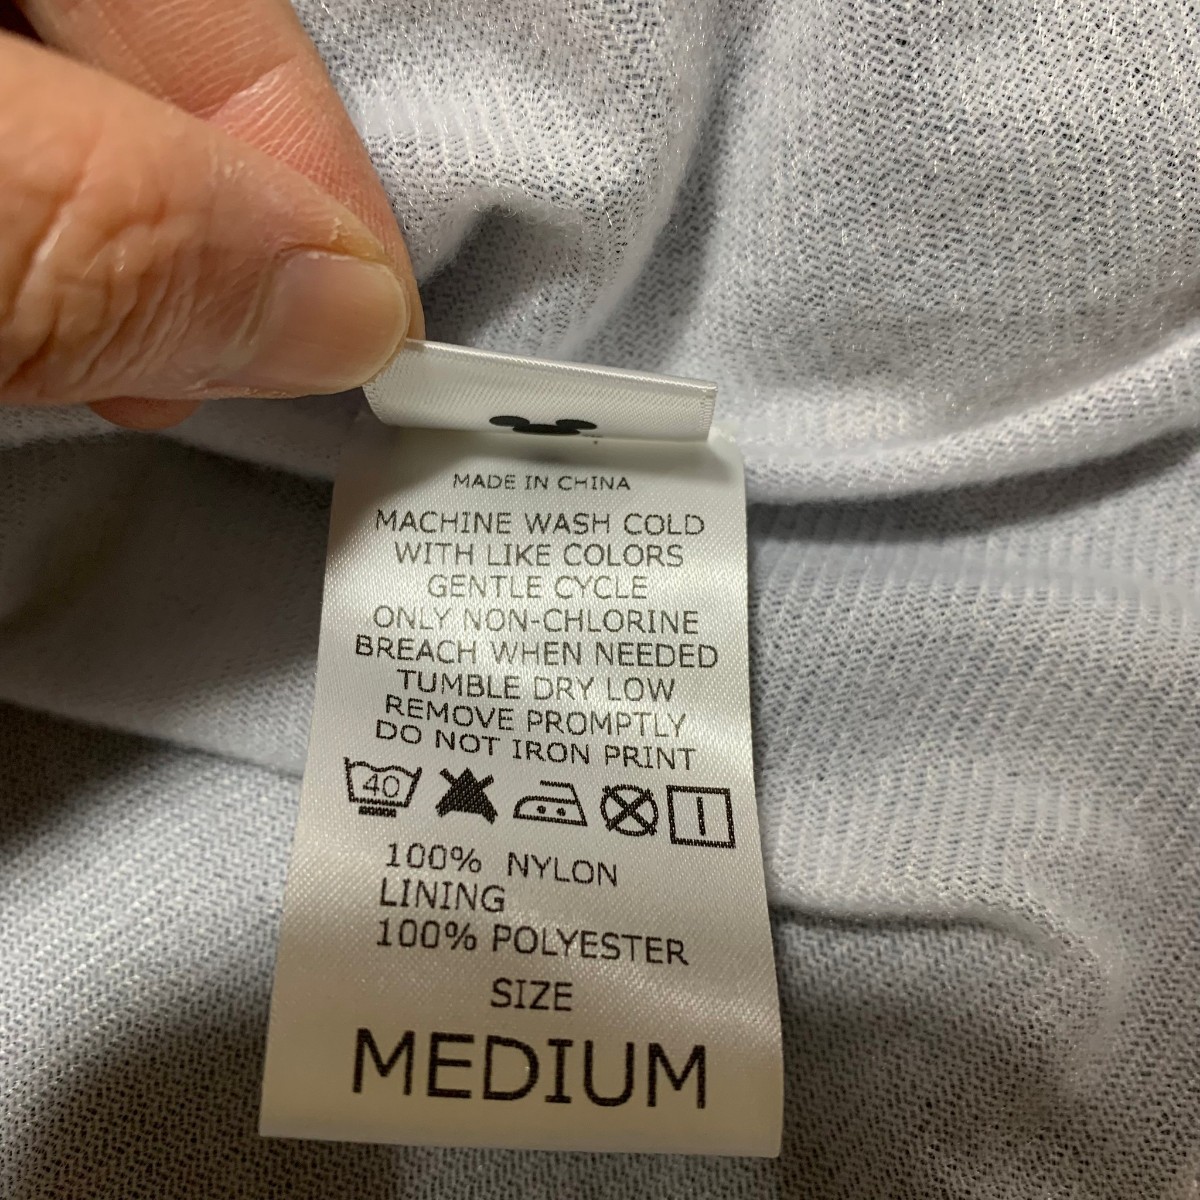 MADE IN CHINA
MACHINE WASH COLD
WITH LIKE COLORS
GENTLE CYCLE
ONLY NON-CHLORINE
BREACH WHEN NEEDED
TUMBLE DRY LOW
REMOVE PROMPTLY
DO NOT IRON PRINT
40
100% NYLON
LINING
100% POLYESTER
SIZE
MEDIUM